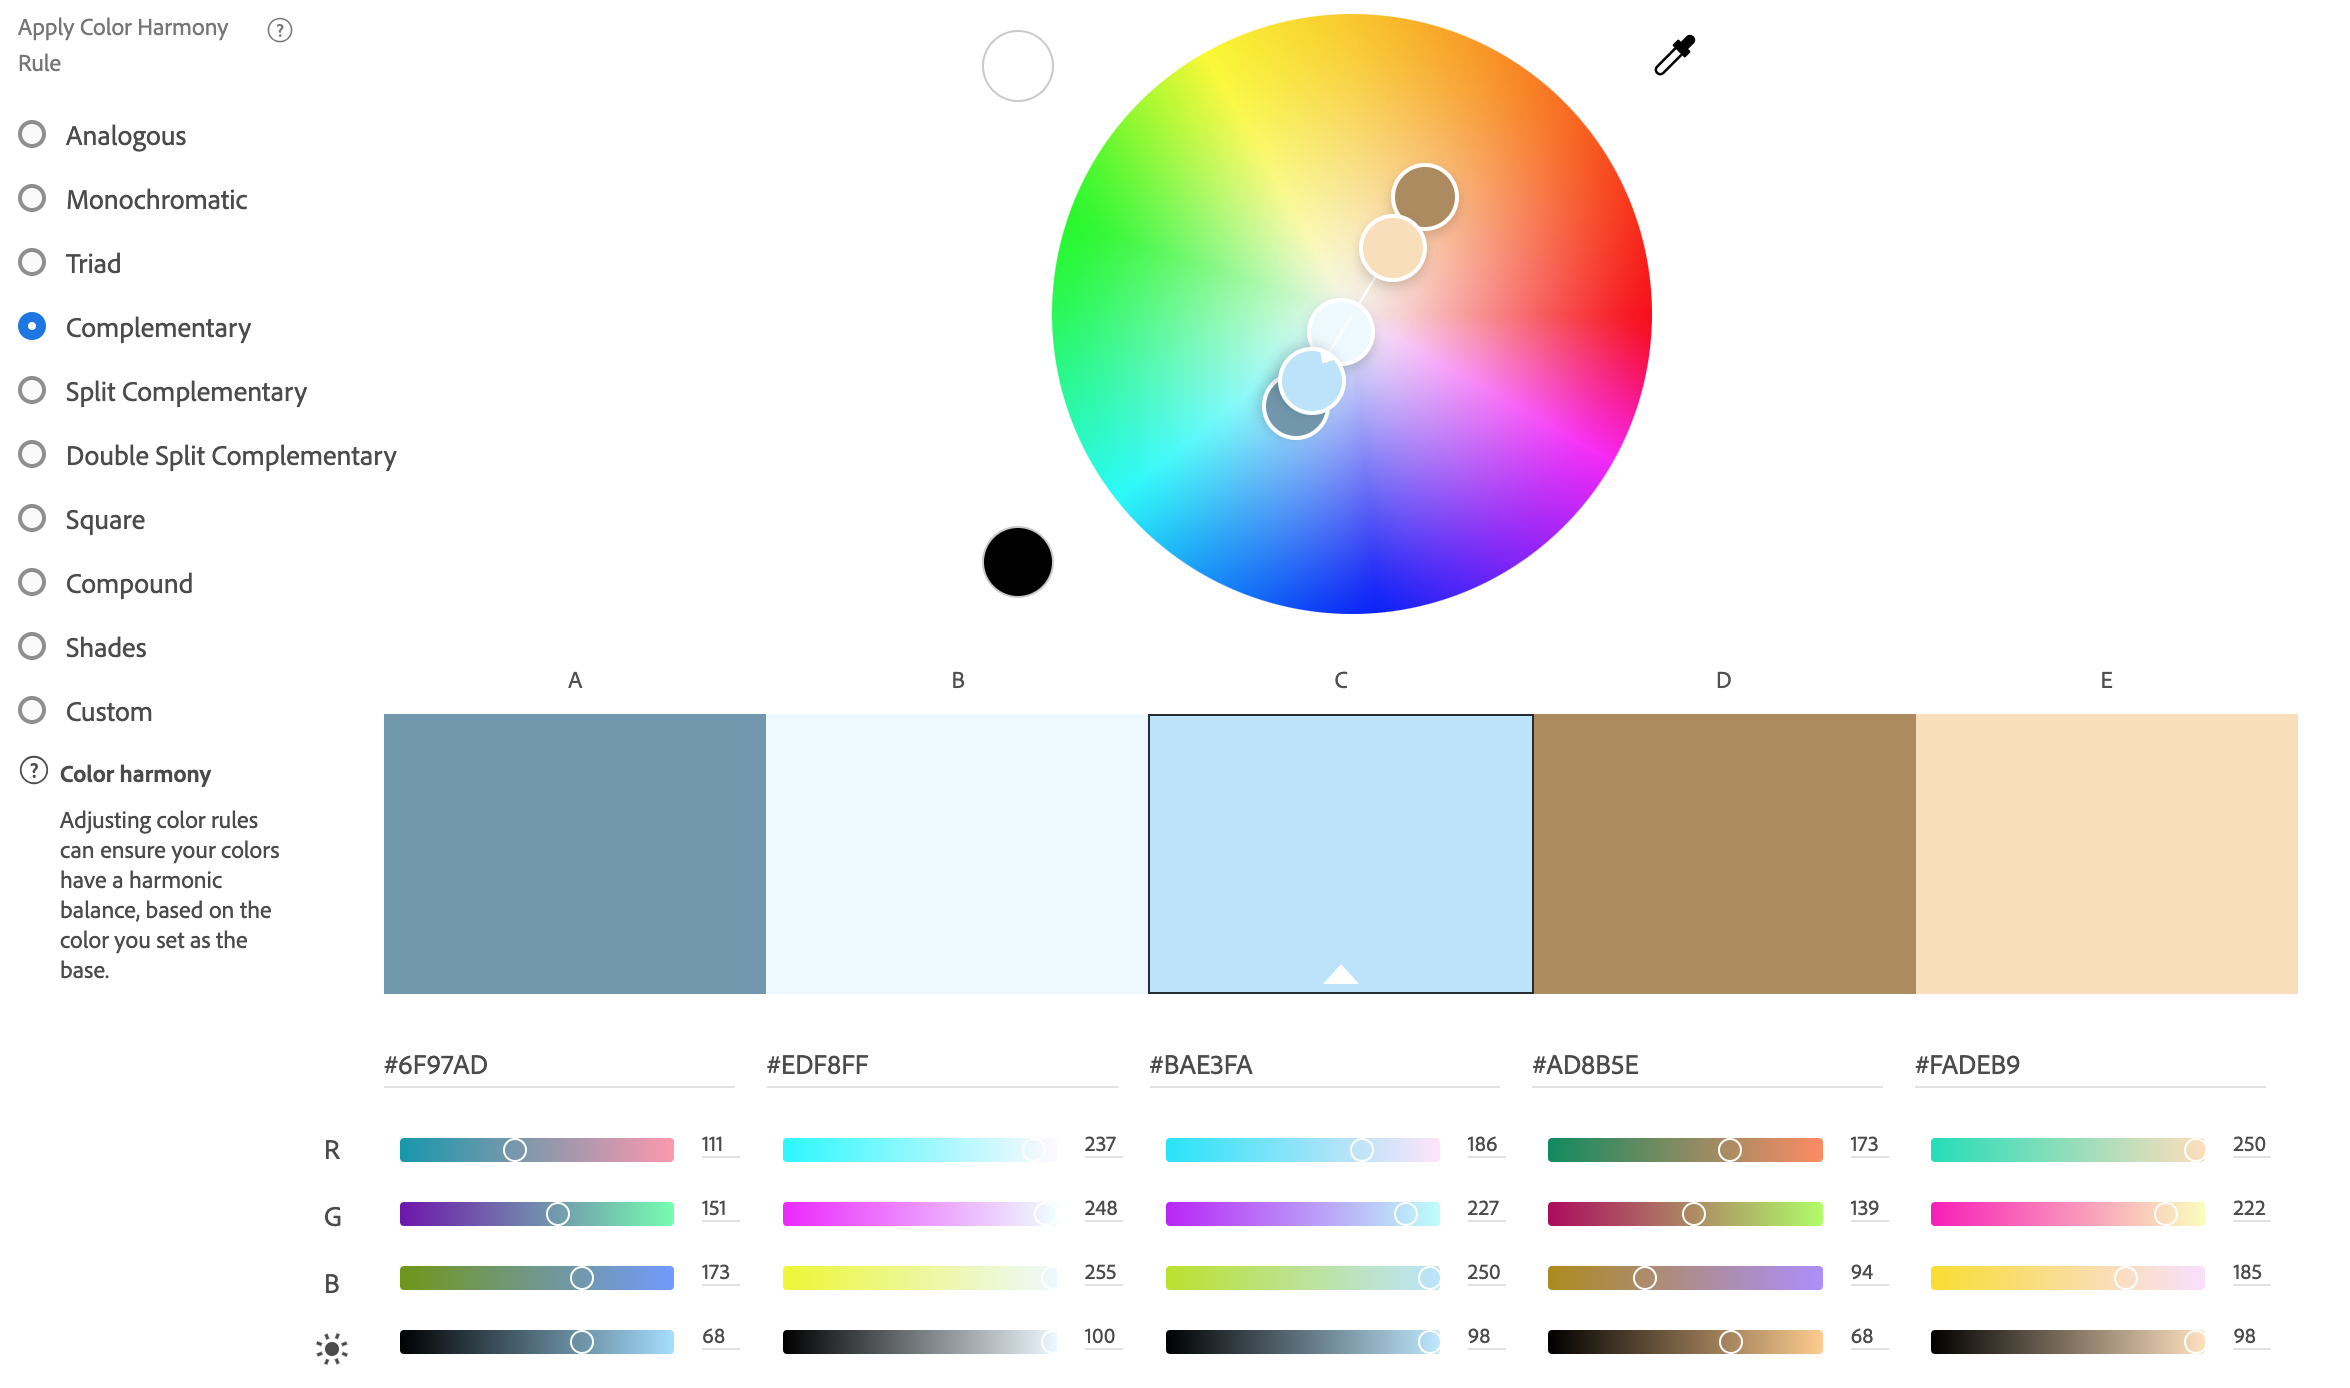 Apply Color Harmony
Rule
?
Analogous
Monochromatic
Triad
Complementary
Split Complementary
Double Split Complementary
Square
Compound
Shades
Custom
? Color harmony
Adjusting color rules
can ensure your colors
have a harmonic
balance, based on the
color you set as the
base.
A B C D E
#6F97AD #EDF8FF #BAE3FA #AD8B5E #FADEB9
R 111 237 186 173 250
G 151 248 227 139 222
B 173 255 250 94 185
68 100 98 68 98